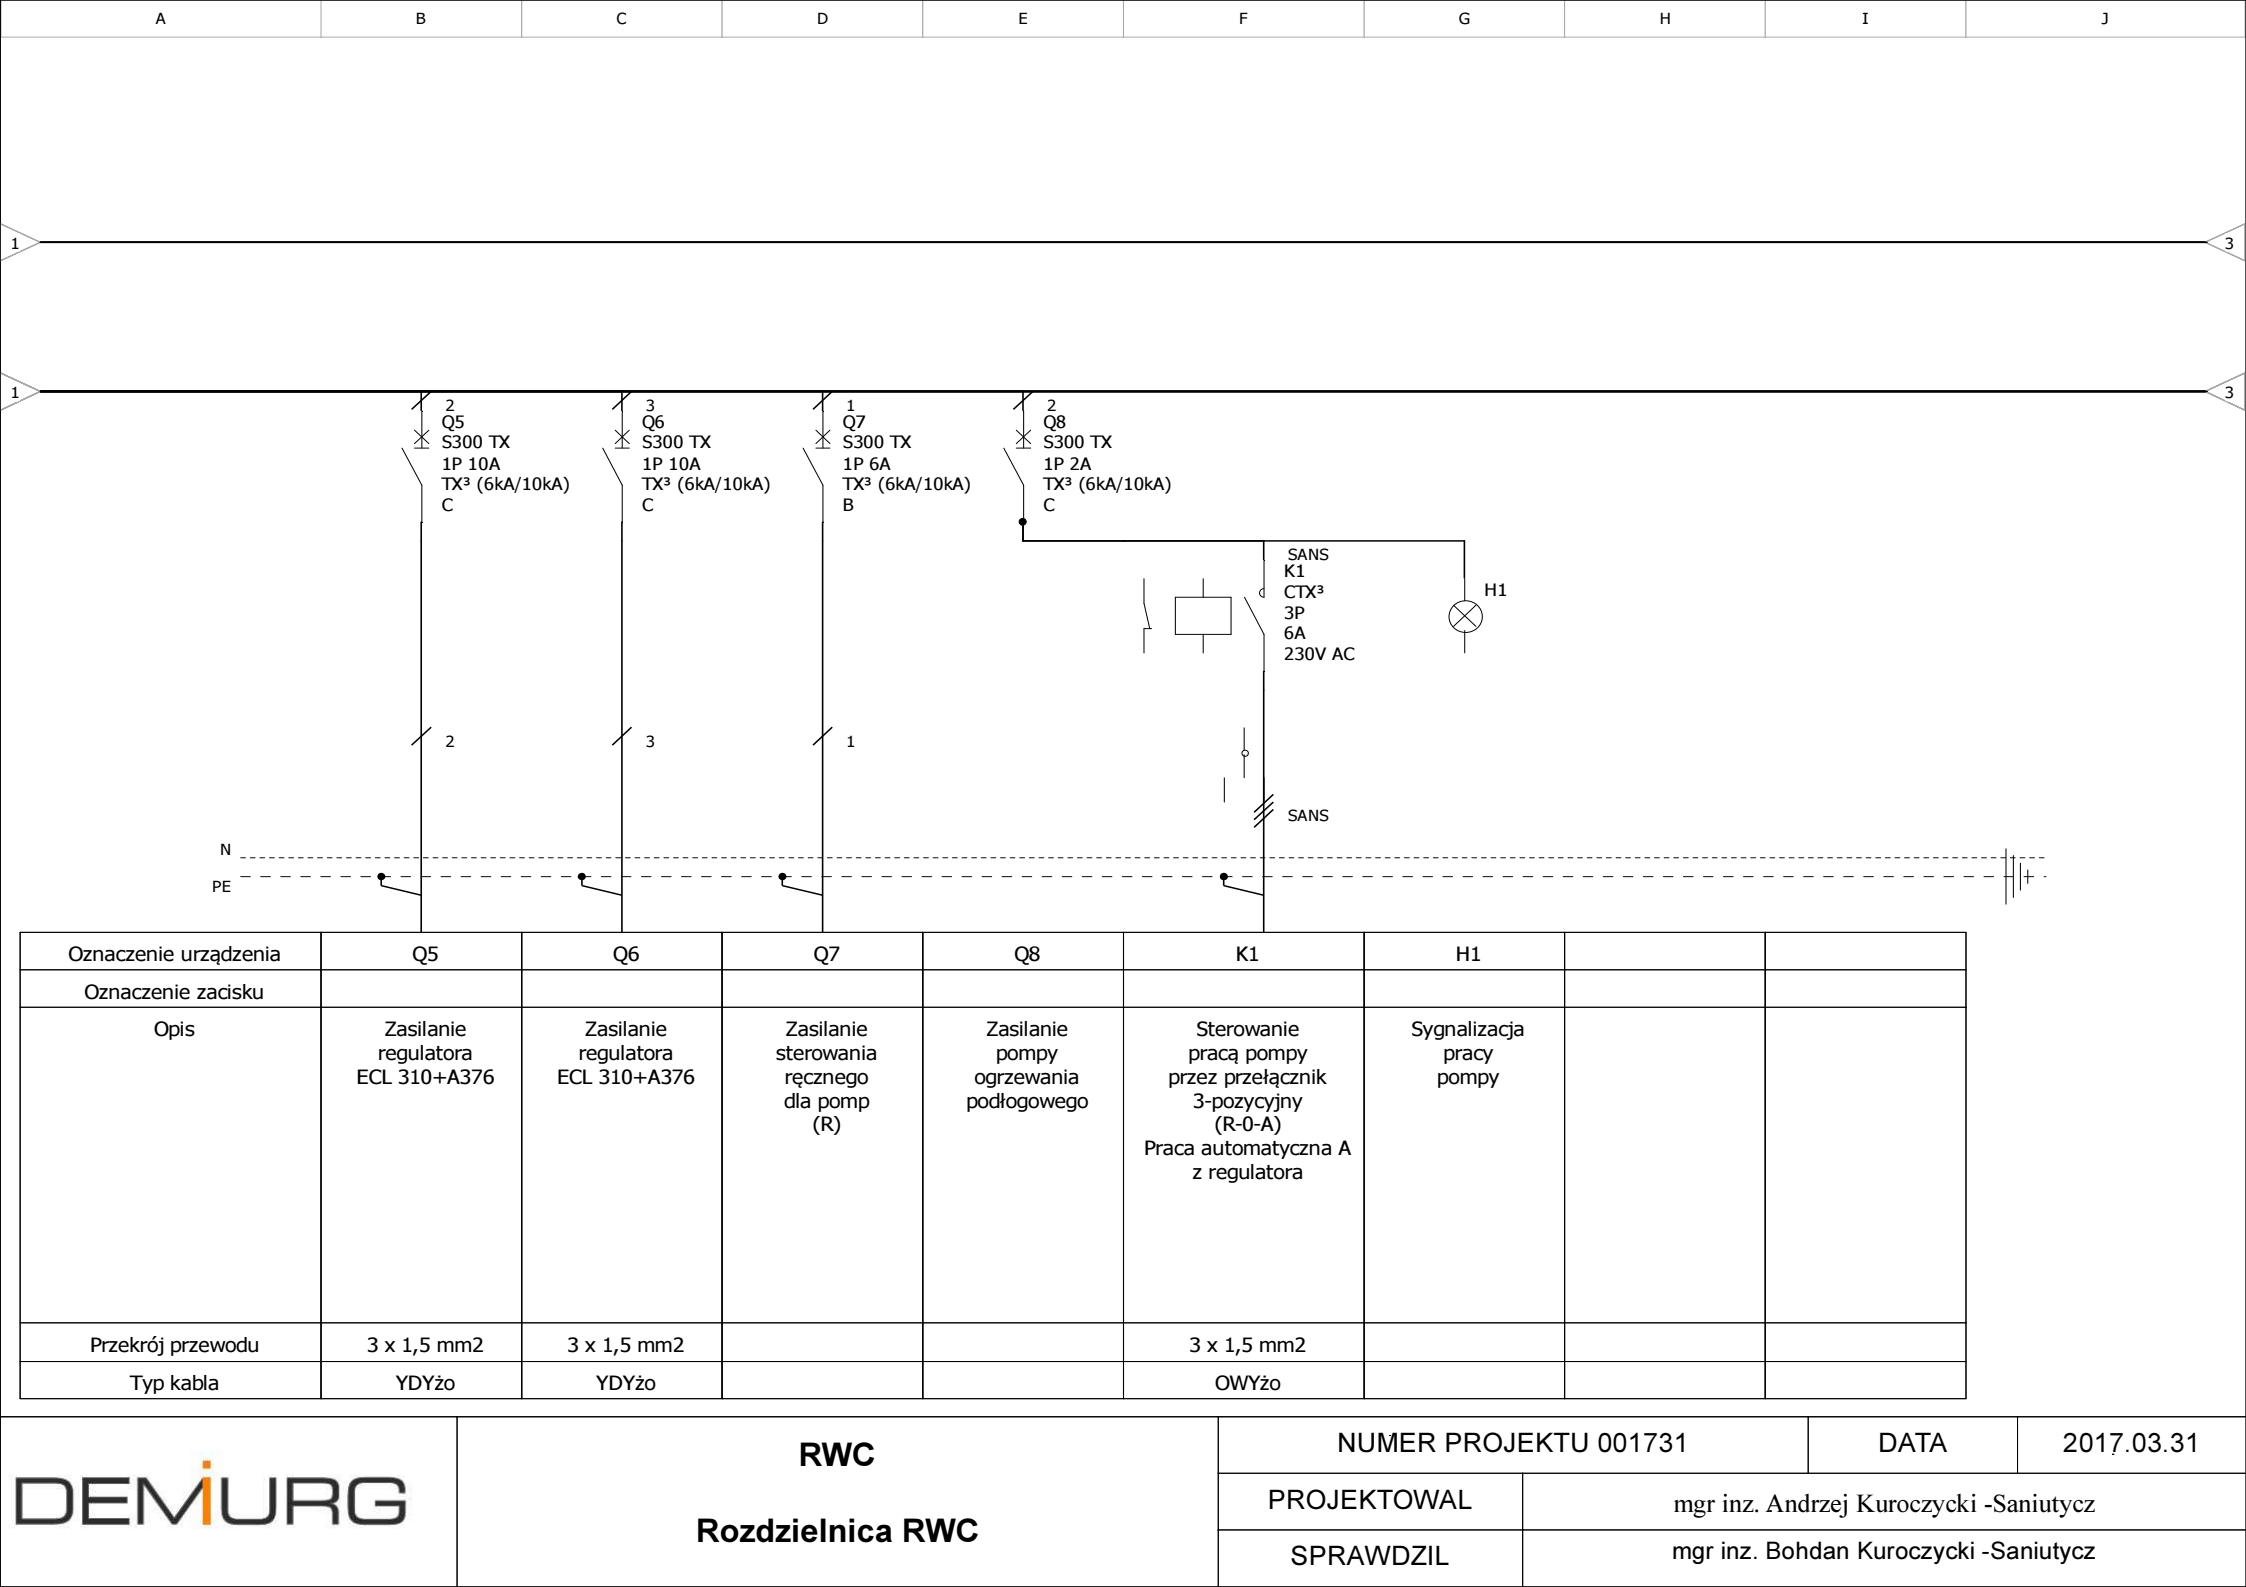 A B C D E F G H I J
1 3
1 3
2 3 1 2
Q5 Q6 Q7 Q8
S300 TX S300 TX S300 TX S300 TX
1P 10A 1P 10A 1P 6A 1P 2A
TX³ (6kA/10kA) TX³ (6kA/10kA) TX³ (6kA/10kA) TX³ (6kA/10kA)
C C B C
SANS
K1
CTX³
3P
6A
230V AC
H1
2 3 1
SANS
N
PE
Oznaczenie urządzenia Q5 Q6 Q7 Q8 K1 H1
Oznaczenie zacisku
Opis
Zasilanie
regulatora
ECL 310+A376
Zasilanie
regulatora
ECL 310+A376
Zasilanie
sterowania
ręcznego
dla pomp
(R)
Zasilanie
pompy
ogrzewania
podłogowego
Sterowanie
pracą pompy
przez przełącznik
3-pozycyjny
(R-0-A)
Praca automatyczna A
z regulatora
Sygnalizacja
pracy
pompy
Przekrój przewodu 3 x 1,5 mm2 3 x 1,5 mm2 3 x 1,5 mm2
Typ kabla YDYżo YDYżo OWYżo
DEMiURG
RWC
Rozdzielnica RWC
NUMER PROJEKTU 001731 DATA 2017.03.31
PROJEKTOWAL mgr inz. Andrzej Kuroczycki -Saniutycz
SPRAWDZIL mgr inz. Bohdan Kuroczycki -Saniutycz